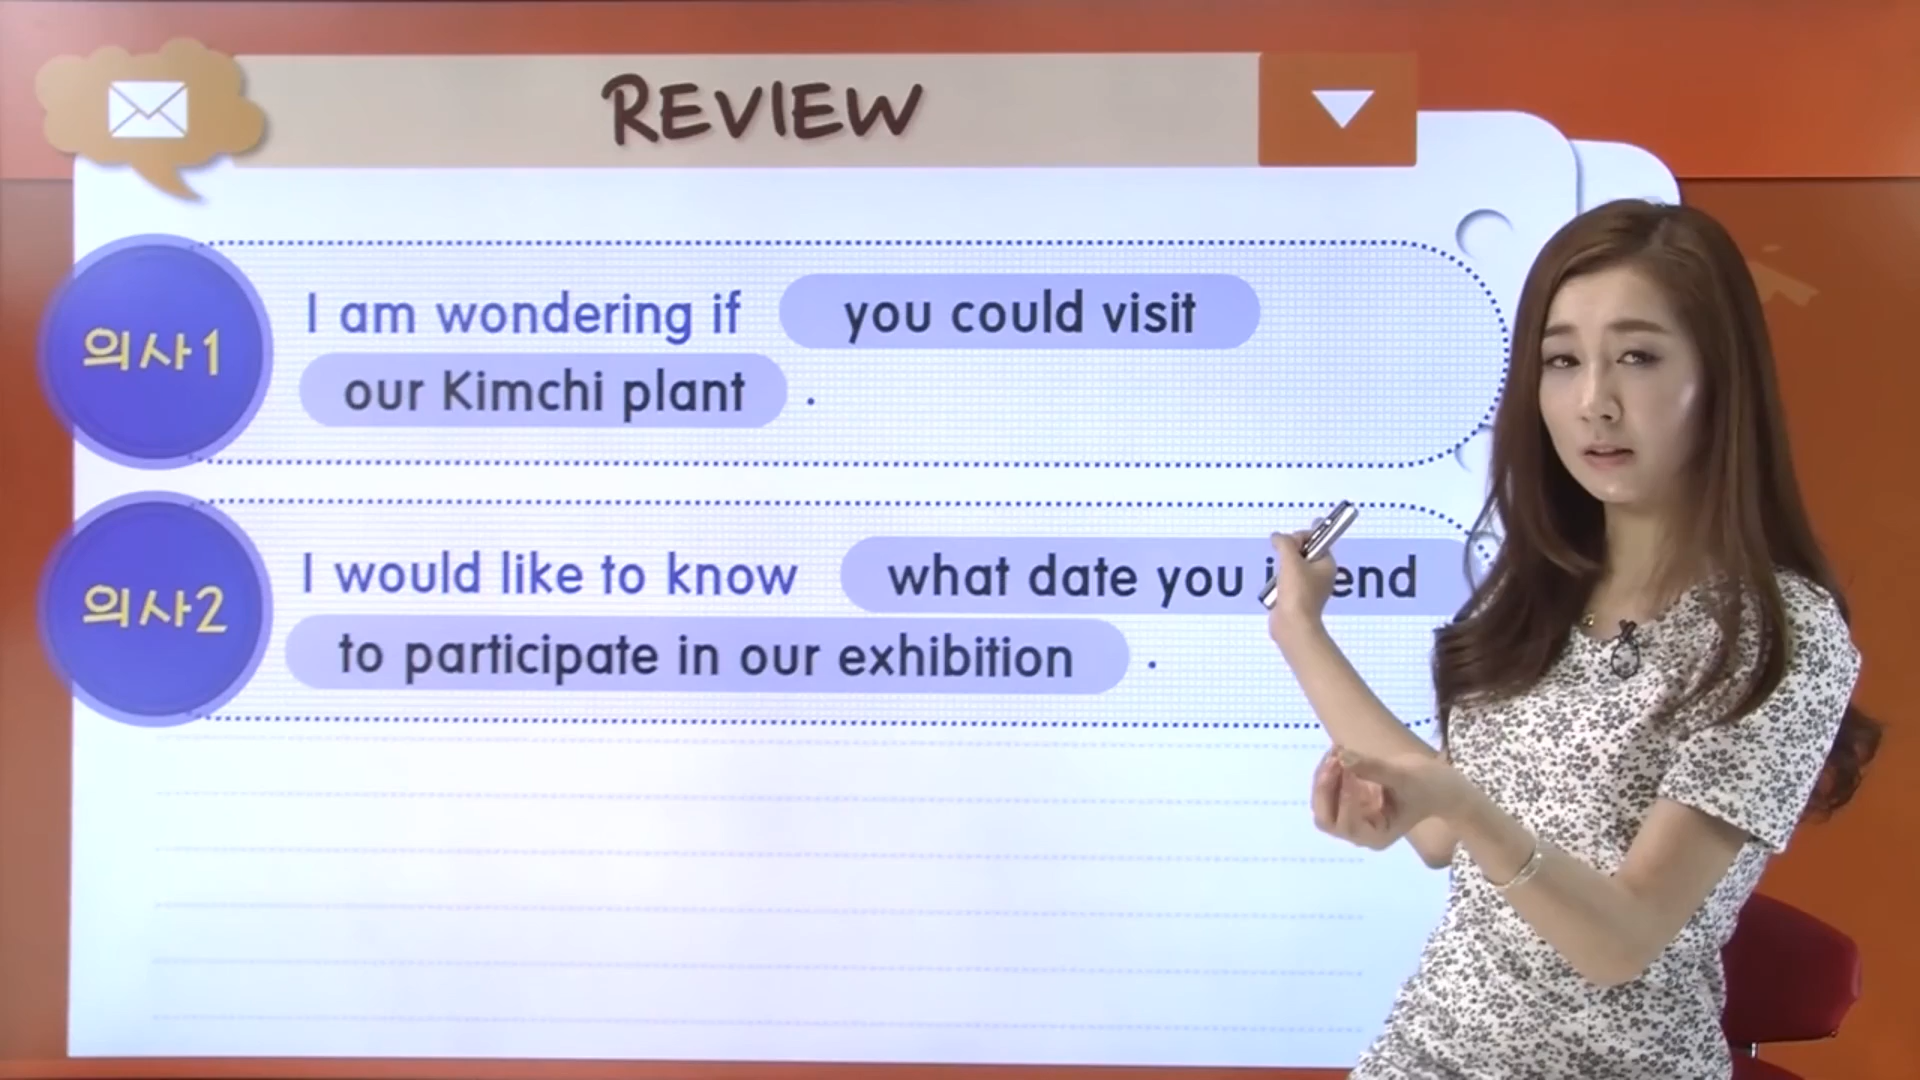 REVIEW
의사1
I am wondering if you could visit
our Kimchi plant .
의사2
I would like to know what date you
to participate in our exhibition .